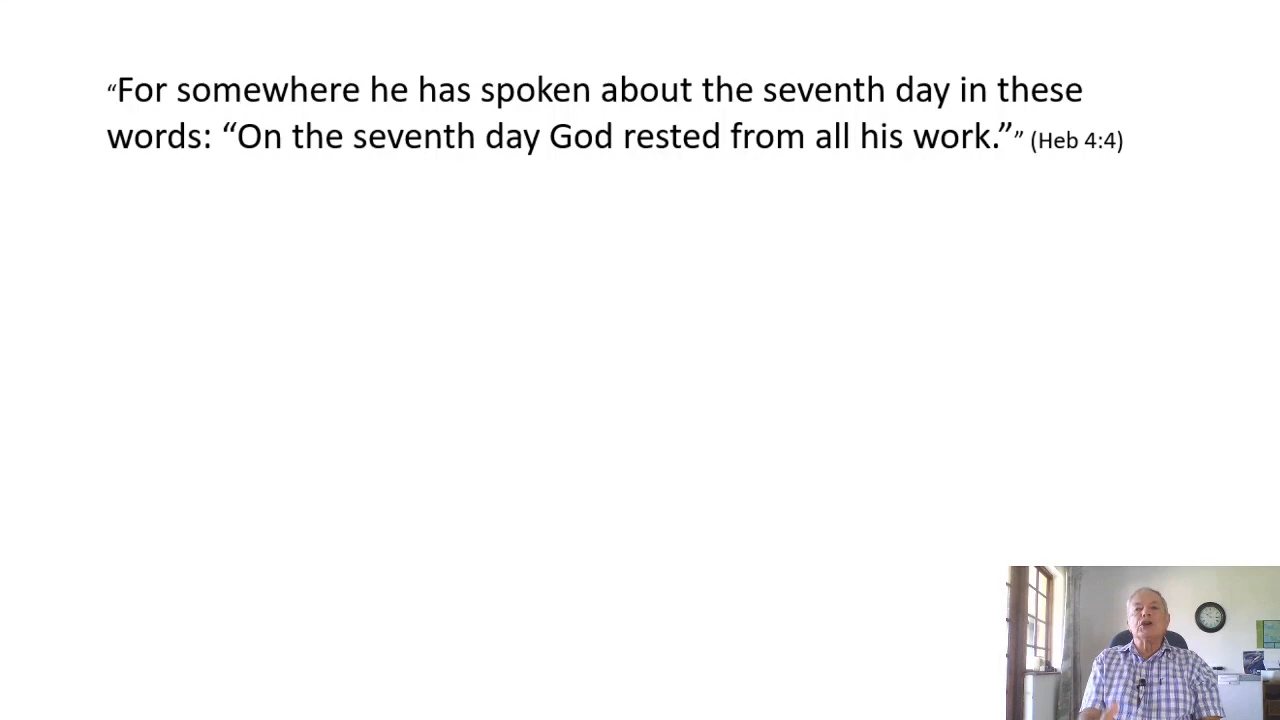 “For somewhere he has spoken about the seventh day in these
words: “On the seventh day God rested from all his work.”” (Heb 4:4)